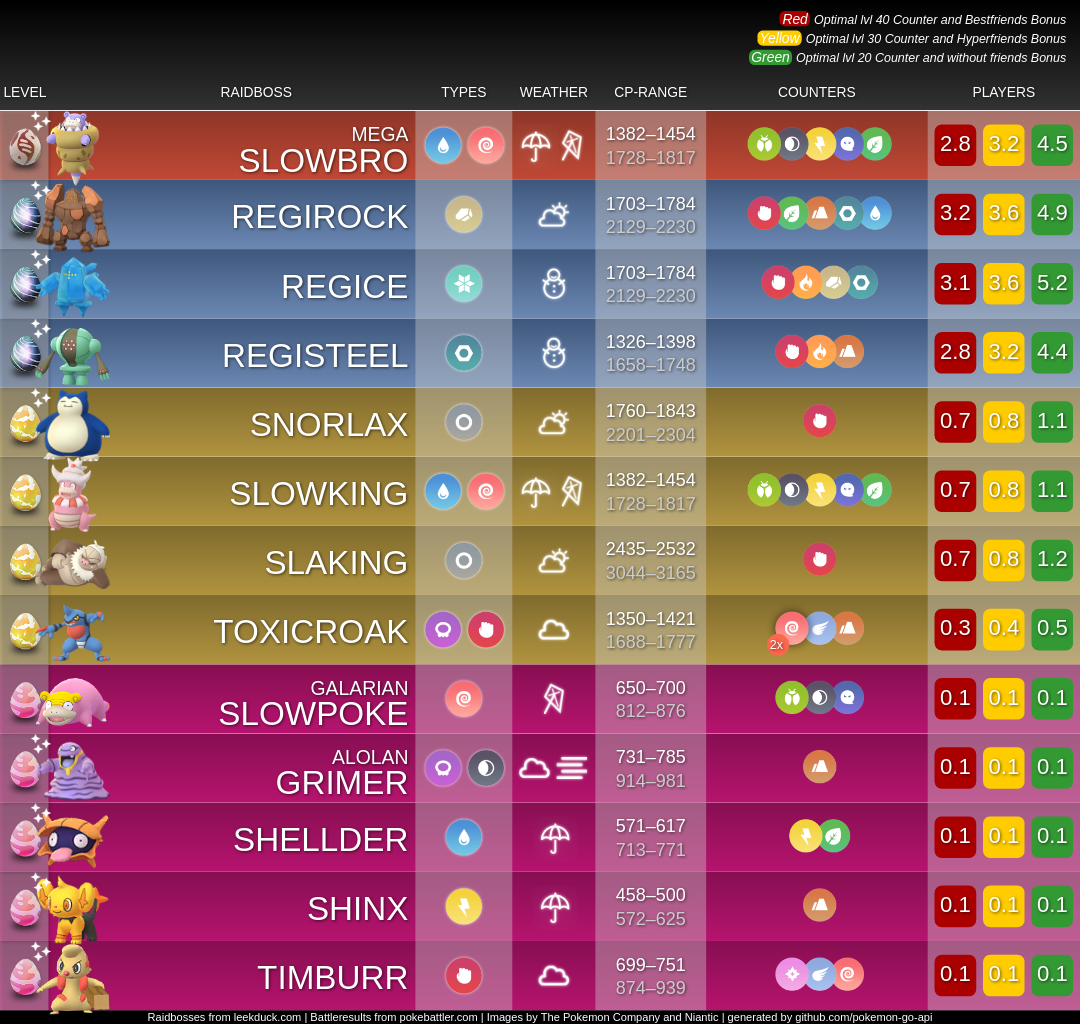 Red Optimal lvl 40 Counter and Bestfriends Bonus
Yellow Optimal lvl 30 Counter and Hyperfriends Bonus
Green Optimal lvl 20 Counter and without friends Bonus
LEVEL RAIDBOSS TYPES WEATHER CP-RANGE COUNTERS PLAYERS
MEGA
SLOWBRO
1382–1454
1728–1817
2.8 3.2 4.5
REGIROCK
1703–1784
2129–2230
3.2 3.6 4.9
REGICE
1703–1784
2129–2230
3.1 3.6 5.2
REGISTEEL
1326–1398
1658–1748
2.8 3.2 4.4
SNORLAX
1760–1843
2201–2304
0.7 0.8 1.1
SLOWKING
1382–1454
1728–1817
0.7 0.8 1.1
SLAKING
2435–2532
3044–3165
0.7 0.8 1.2
TOXICROAK
1350–1421
1688–1777
2x
0.3 0.4 0.5
GALARIAN
SLOWPOKE
650–700
812–876
0.1 0.1 0.1
ALOLAN
GRIMER
731–785
914–981
0.1 0.1 0.1
SHELLDER
571–617
713–771
0.1 0.1 0.1
SHINX
458–500
572–625
0.1 0.1 0.1
TIMBURR
699–751
874–939
0.1 0.1 0.1
Raidbosses from leekduck.com | Battleresults from pokebattler.com | Images by The Pokemon Company and Niantic | generated by github.com/pokemon-go-api